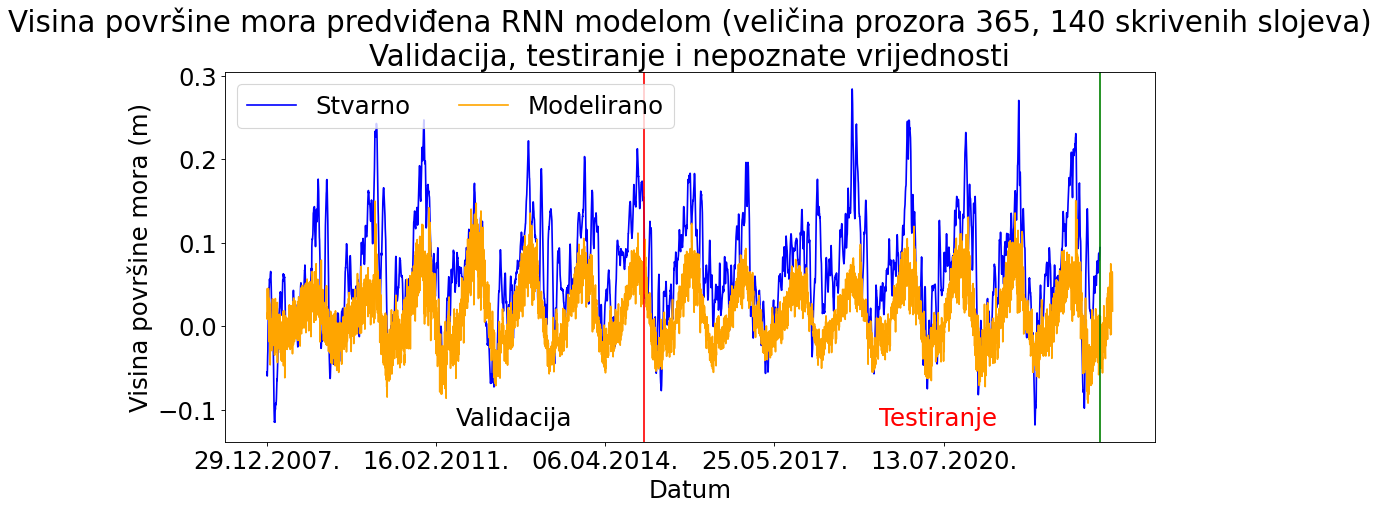 Visina površine mora predviđena RNN modelom (veličina prozora 365, 140 skrivenih slojeva)
Validacija, testiranje i nepoznate vrijednosti
Stvarno
Modelirano
Visina površine mora (m)
0.3
0.2
0.1
0.0
−0.1
Validacija
Testiranje
29.12.2007.
16.02.2011.
06.04.2014.
25.05.2017.
13.07.2020.
Datum